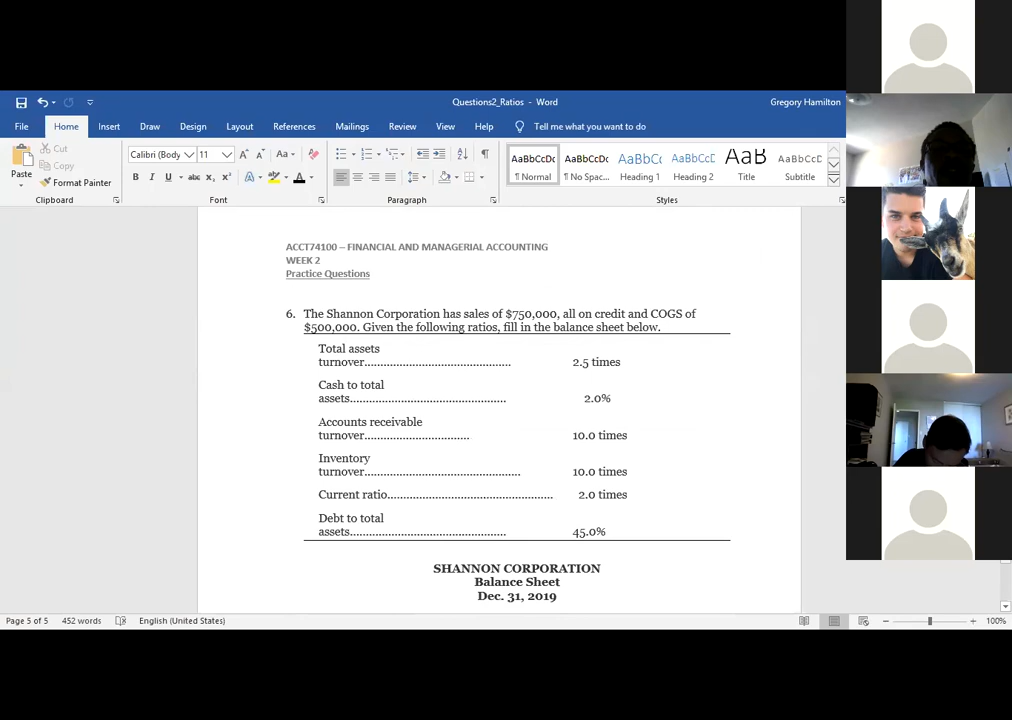 Questions2_Ratios - Word
Gregory Hamilton
File Home Insert Draw Design Layout References Mailings Review View Help Tell me what you want to do
Paste
Cut
Copy
Format Painter
Calibri (Body 11
Aa
B I U abc x₂ x² A A
AaBbCcDc AaBbCcDc AaBbCc AaBbCcC AaB AaBbCcD
¶ Normal ¶ No Spac... Heading 1 Heading 2 Title Subtitle
Clipboard Font Paragraph Styles
ACCT74100 – FINANCIAL AND MANAGERIAL ACCOUNTING
WEEK 2
Practice Questions
6. The Shannon Corporation has sales of $750,000, all on credit and COGS of
$500,000. Given the following ratios, fill in the balance sheet below.
Total assets
turnover.............................................. 2.5 times
Cash to total
assets................................................. 2.0%
Accounts receivable
turnover................................ 10.0 times
Inventory
turnover................................................. 10.0 times
Current ratio.................................................... 2.0 times
Debt to total
assets................................................. 45.0%
SHANNON CORPORATION
Balance Sheet
Dec. 31, 2019
Page 5 of 5 452 words English (United States) 100%